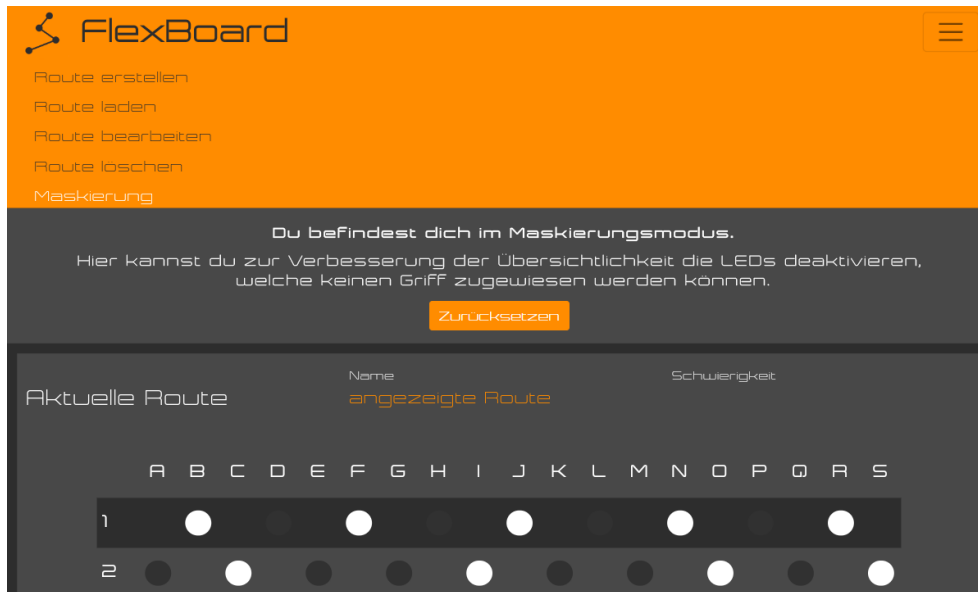 FlexBoard
Route erstellen
Route laden
Route bearbeiten
Route löschen
Maskierung
Du befindest dich im Maskierungsmodus.
Hier kannst du zur Verbesserung der Übersichtlichkeit die LEDs deaktivieren,
welche keinen Griff zugewiesen werden können.
Zurücksetzen
Aktuelle Route
Name
angezeigte Route
Schwierigkeit
A B C D E F G H I J K L M N O P Q R S
1
2